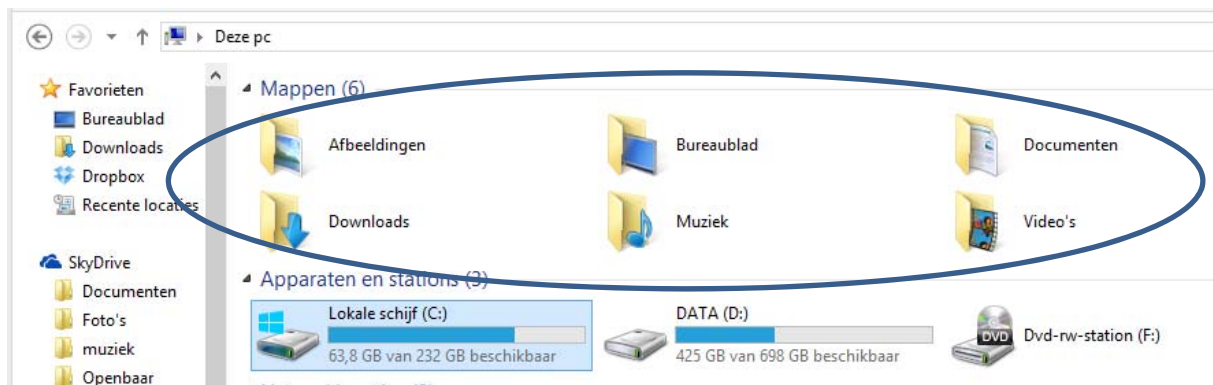 Deze pc
Favorieten
Bureaublad
Downloads
Dropbox
Recente locaties
SkyDrive
Documenten
Foto's
muziek
Openbaar
Mappen (6)
Afbeeldingen
Bureaublad
Documenten
Downloads
Muziek
Video's
Apparaten en stations (3)
Lokale schijf (C:)
63,8 GB van 232 GB beschikbaar
DATA (D:)
425 GB van 698 GB beschikbaar
DVD
Dvd-rw-station (F:)